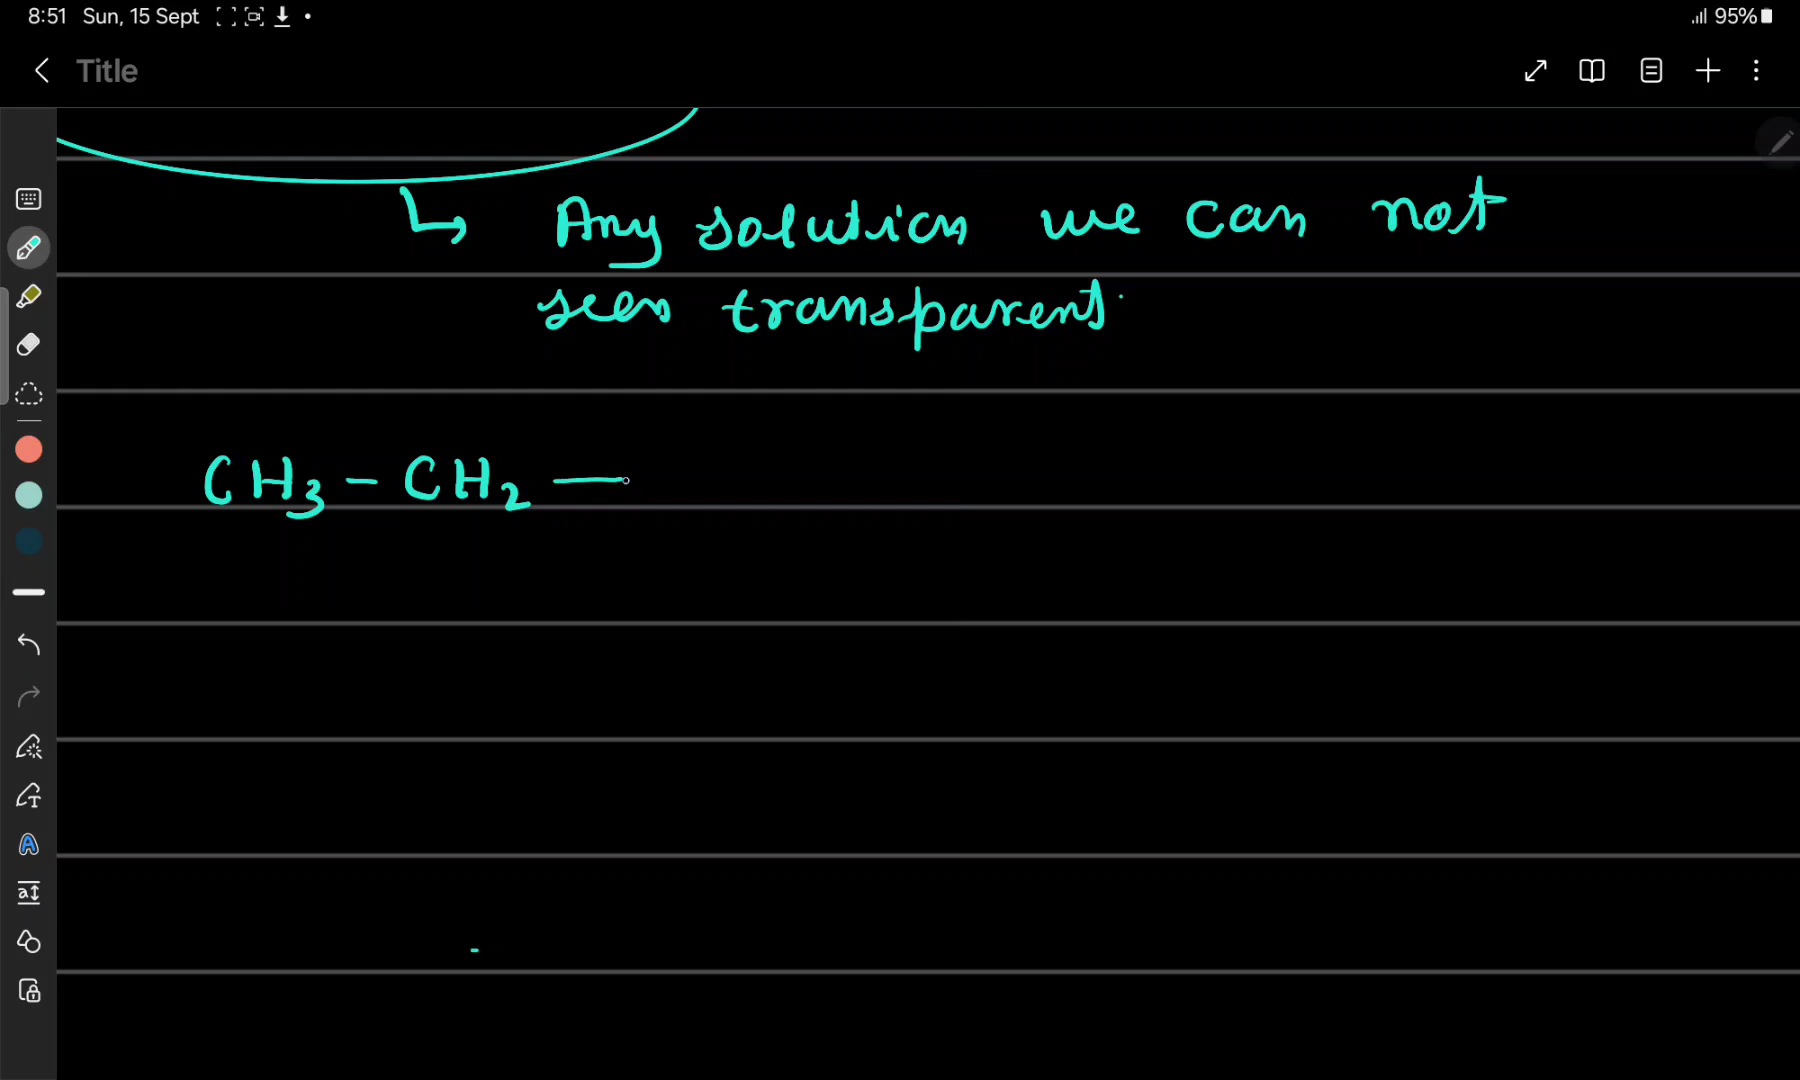 8:51 Sun, 15 Sept 95%
Title
↳ Any solution we can not
seen transparent.
CH₃ - CH₂ —